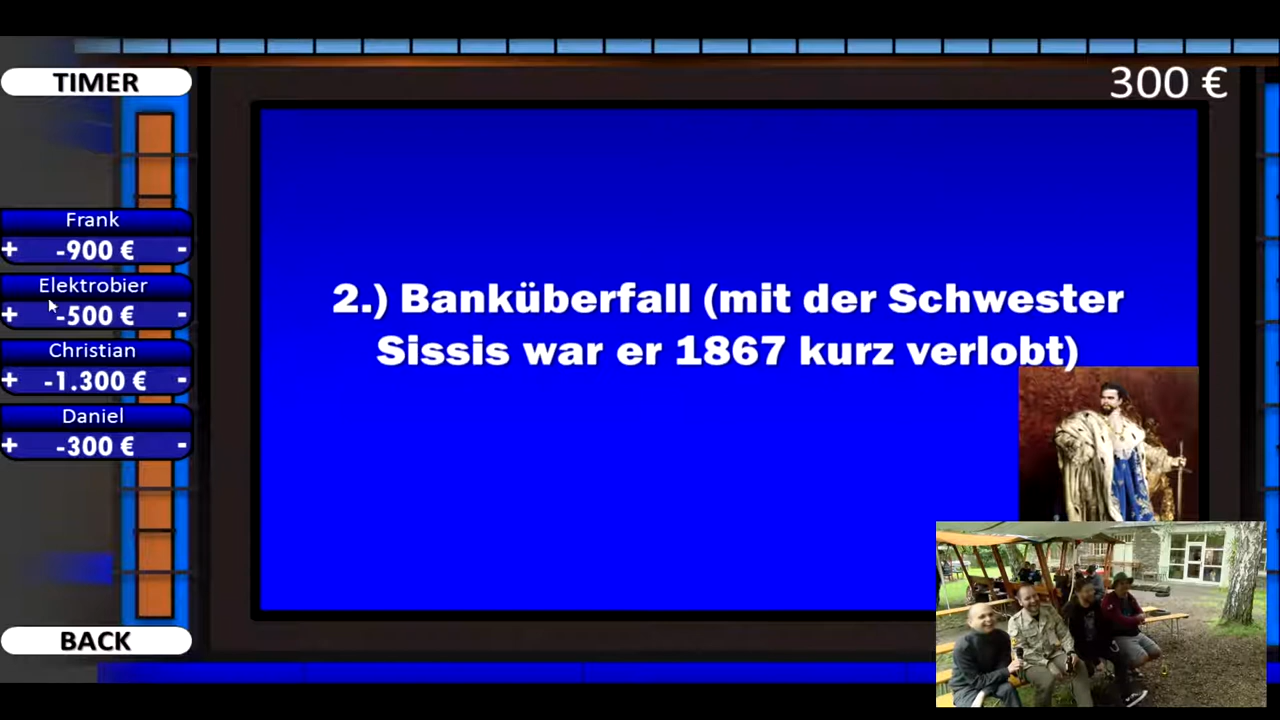 TIMER
300 €
Frank
+ -900 € -
Elektrobier
+ -500 € -
Christian
+ -1.300 € -
Daniel
+ -300 € -
2.) Banküberfall (mit der Schwester
Sissis war er 1867 kurz verlobt)
BACK